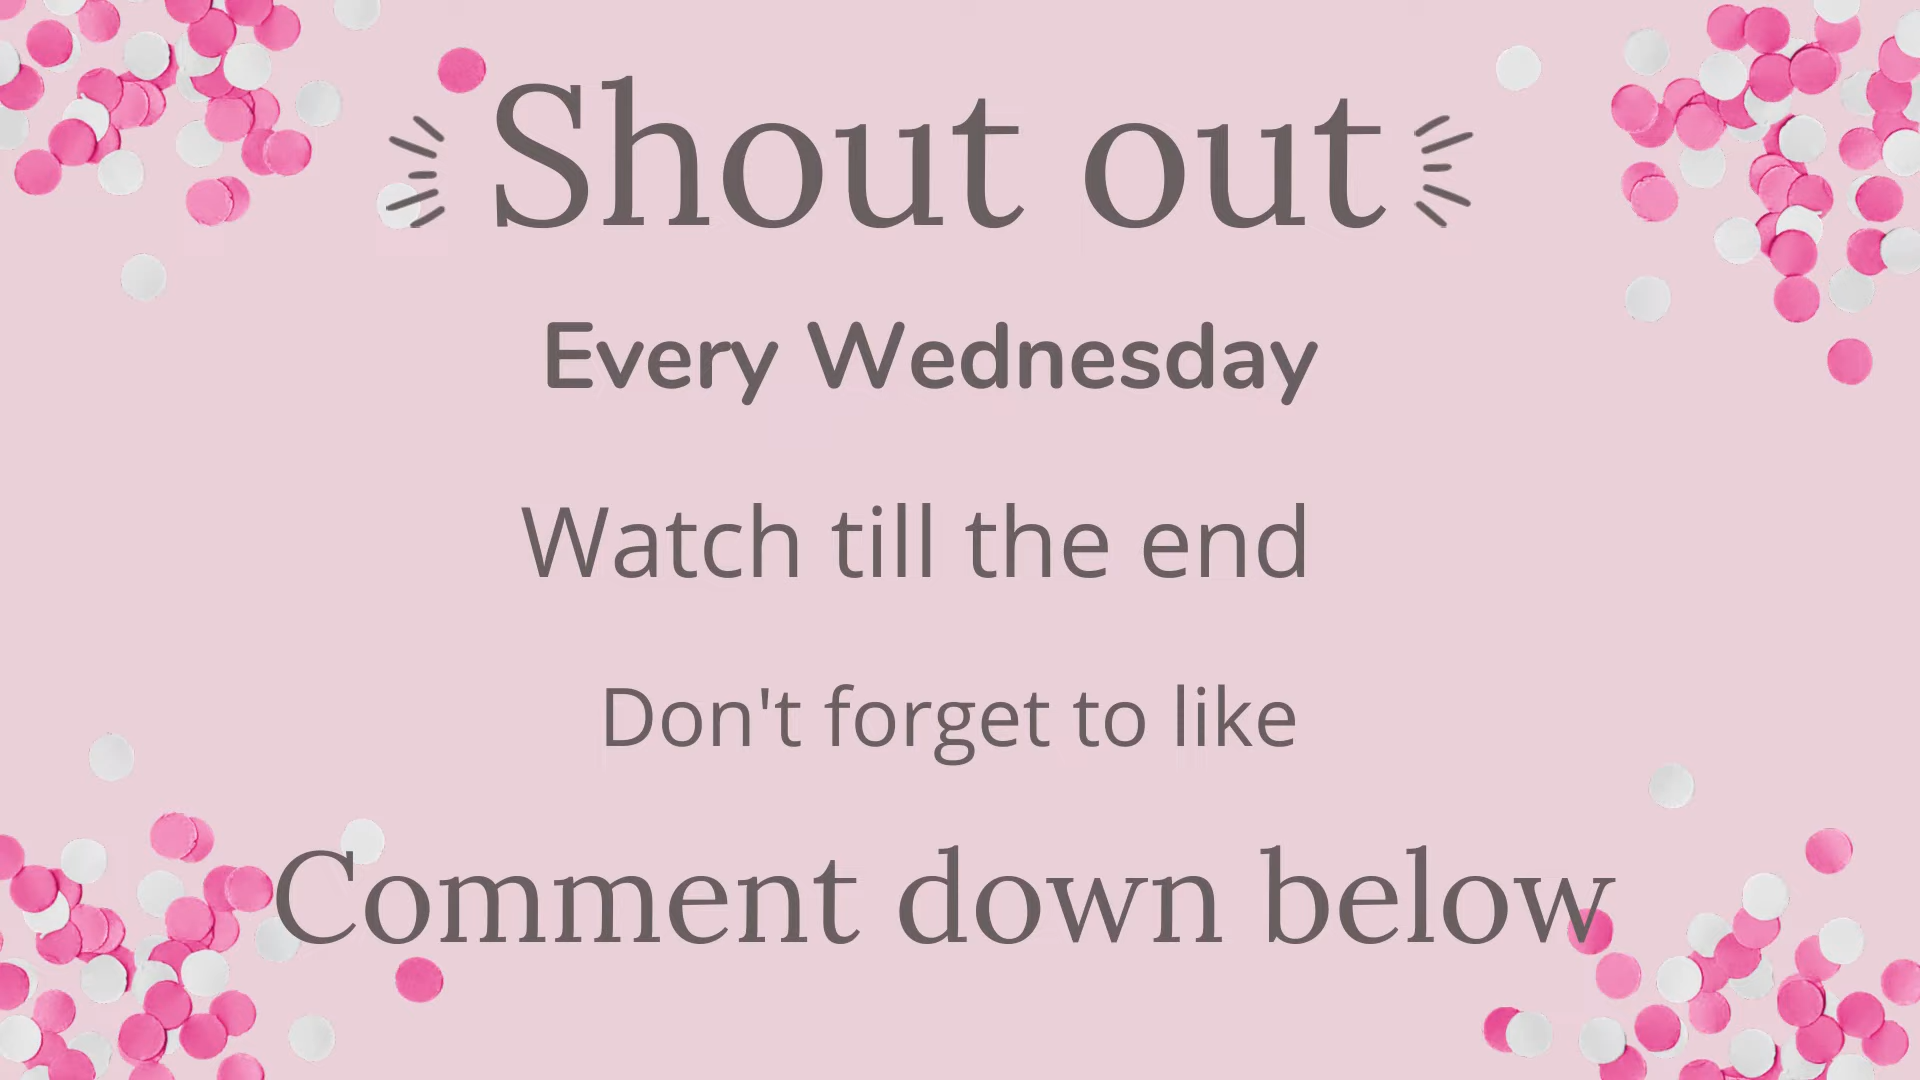 Shout out
Every Wednesday
Watch till the end
Don't forget to like
Comment down below